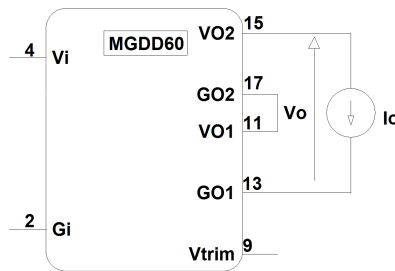 MGDD60
VO2 15
4 Vi
GO2 17
VO1 11
Vo
Io
GO1 13
2 Gi
Vtrim 9